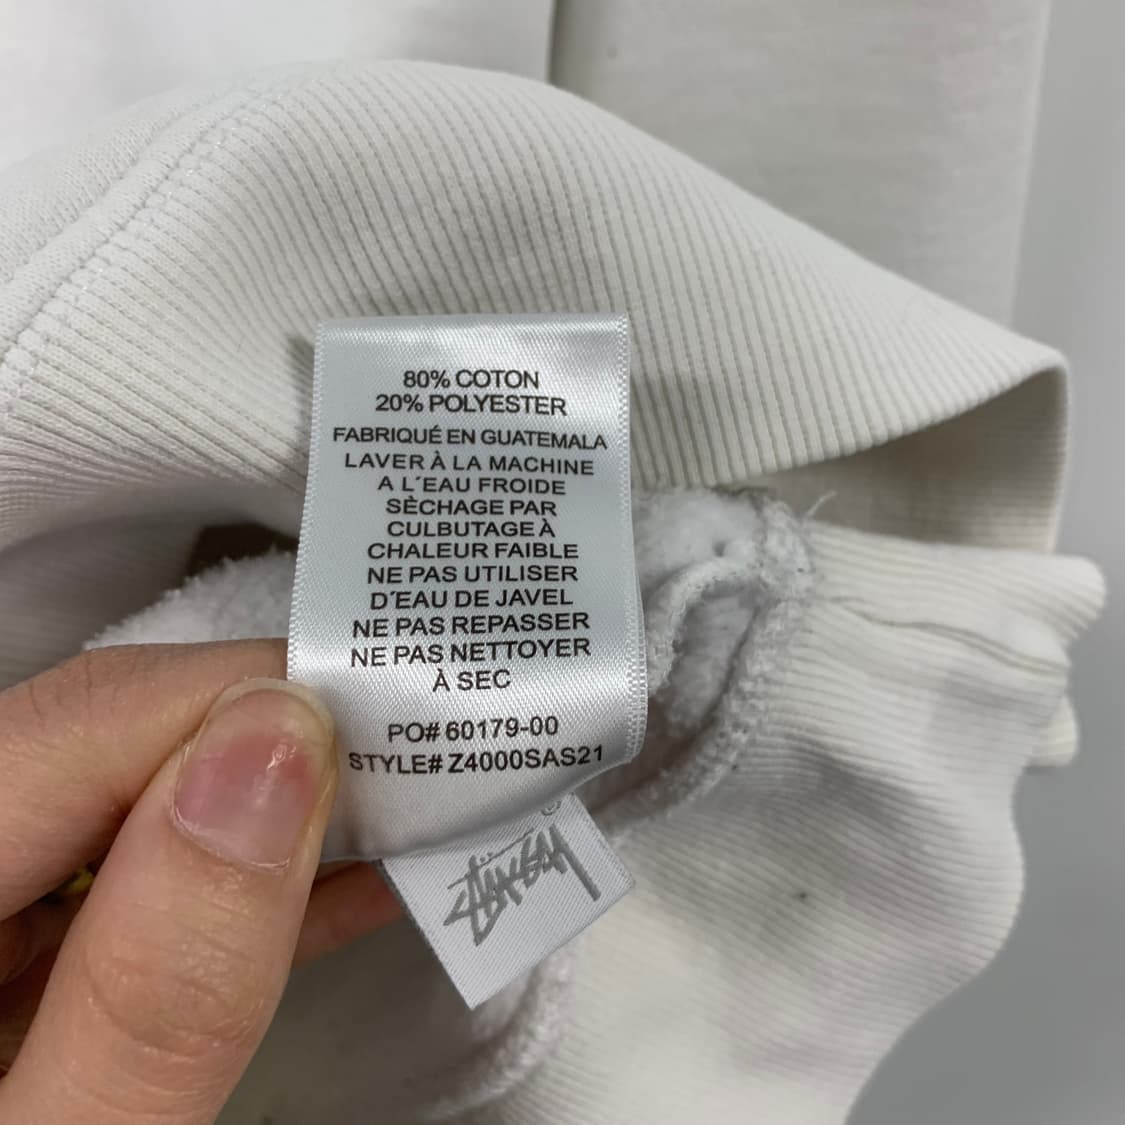 80% COTON
20% POLYESTER
FABRIQUÉ EN GUATEMALA
LAVER À LA MACHINE
A L´EAU FROIDE
SÈCHAGE PAR
CULBUTAGE À
CHALEUR FAIBLE
NE PAS UTILISER
D´EAU DE JAVEL
NE PAS REPASSER
NE PAS NETTOYER
À SEC
PO# 60179-00
STYLE# Z4000SAS21
STÜSSY
®